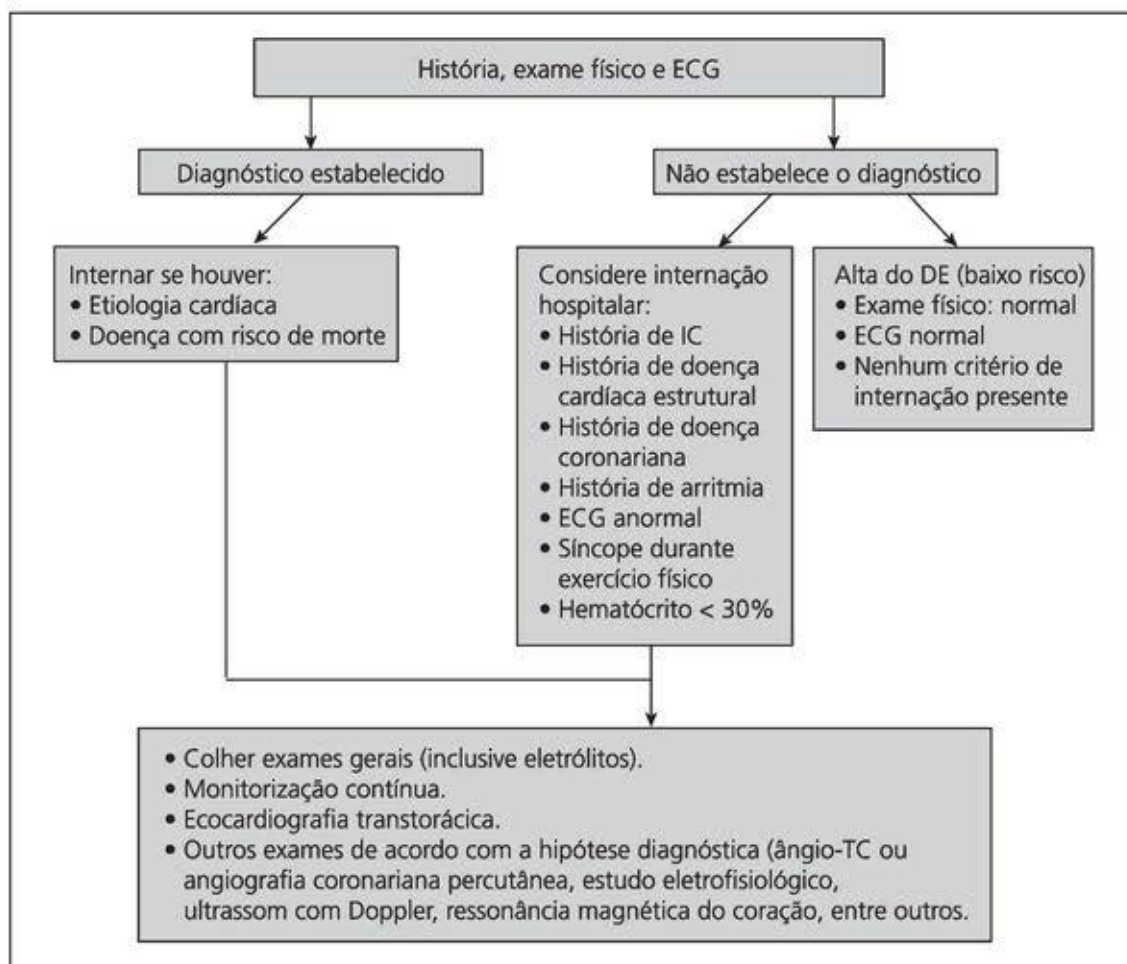 História, exame físico e ECG
Diagnóstico estabelecido
Não estabelece o diagnóstico
Internar se houver:
• Etiologia cardíaca
• Doença com risco de morte
Considere internação
hospitalar:
• História de IC
• História de doença
cardíaca estrutural
• História de doença
coronariana
• História de arritmia
• ECG anormal
• Síncope durante
exercício físico
• Hematócrito < 30%
Alta do DE (baixo risco)
• Exame físico: normal
• ECG normal
• Nenhum critério de
internação presente
• Colher exames gerais (inclusive eletrólitos).
• Monitorização contínua.
• Ecocardiografia transtorácica.
• Outros exames de acordo com a hipótese diagnóstica (ângio-TC ou
angiografia coronariana percutânea, estudo eletrofisiológico,
ultrassom com Doppler, ressonância magnética do coração, entre outros.